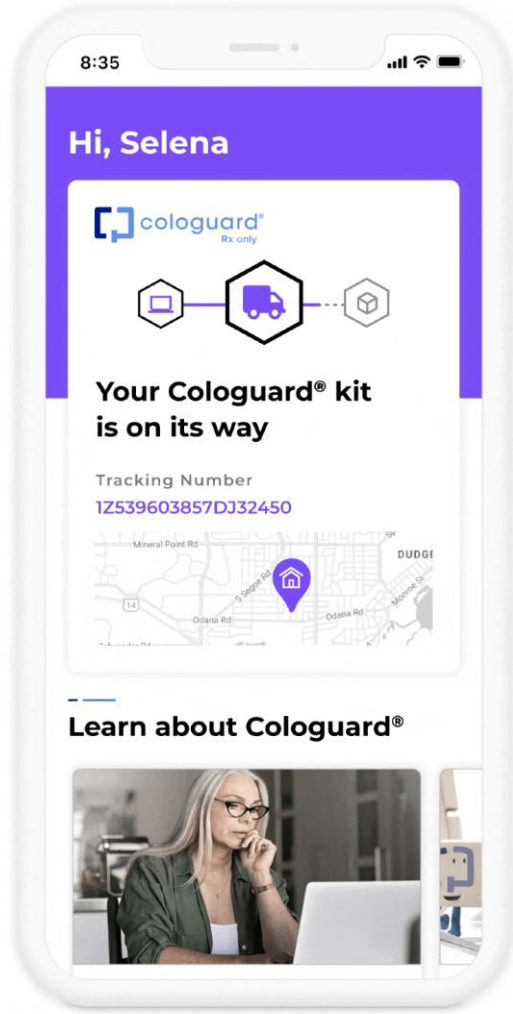 8:35
Hi, Selena
cologuard®
Rx only
Your Cologuard® kit
is on its way
Tracking Number
1Z539603857DJ32450
Mineral Point Rd
DUDGE
S Segoe Rd
14
Monroe St
Odana Rd
Odana Rd
Learn about Cologuard®